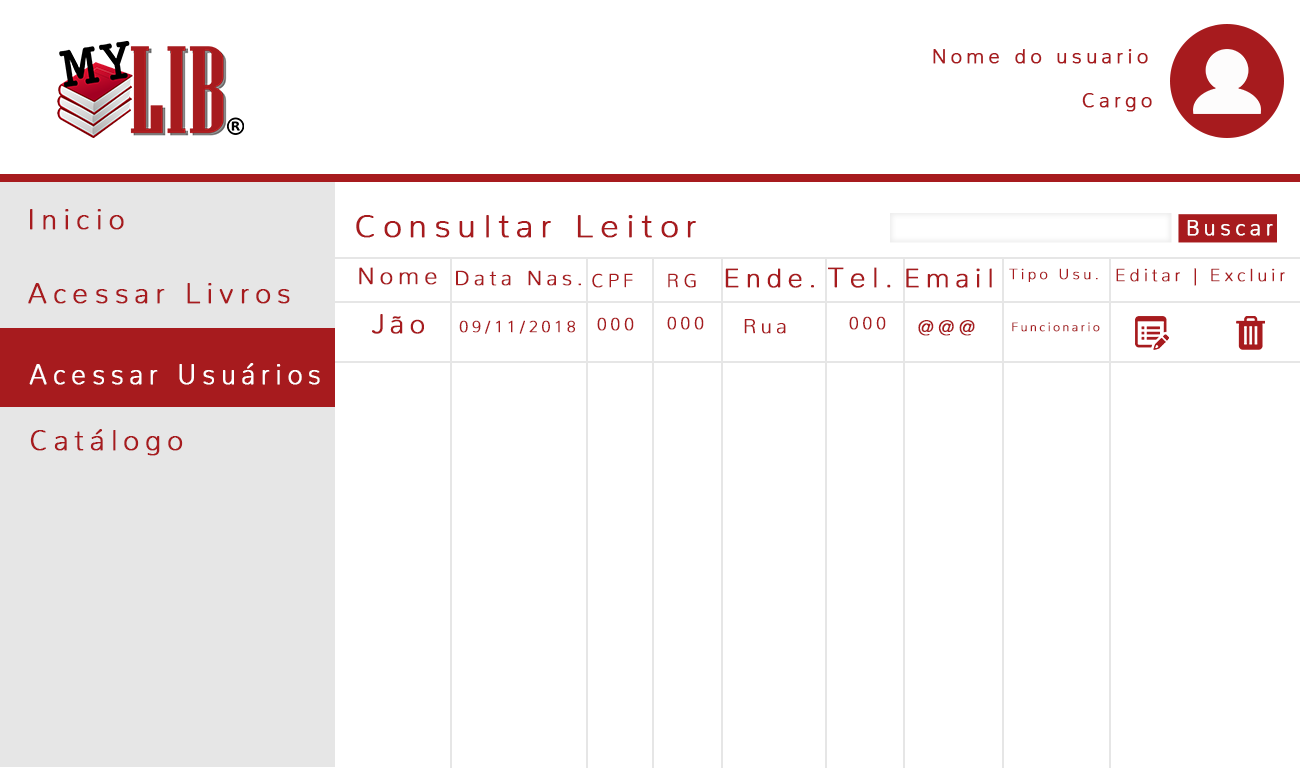 MY LIB®
Nome do usuario
Cargo
Inicio
Acessar Livros
Acessar Usuários
Catálogo
Consultar Leitor
Buscar
Nome Data Nas. CPF RG Ende. Tel. Email Tipo Usu. Editar | Excluir
Jão 09/11/2018 000 000 Rua 000 @@@ Funcionario